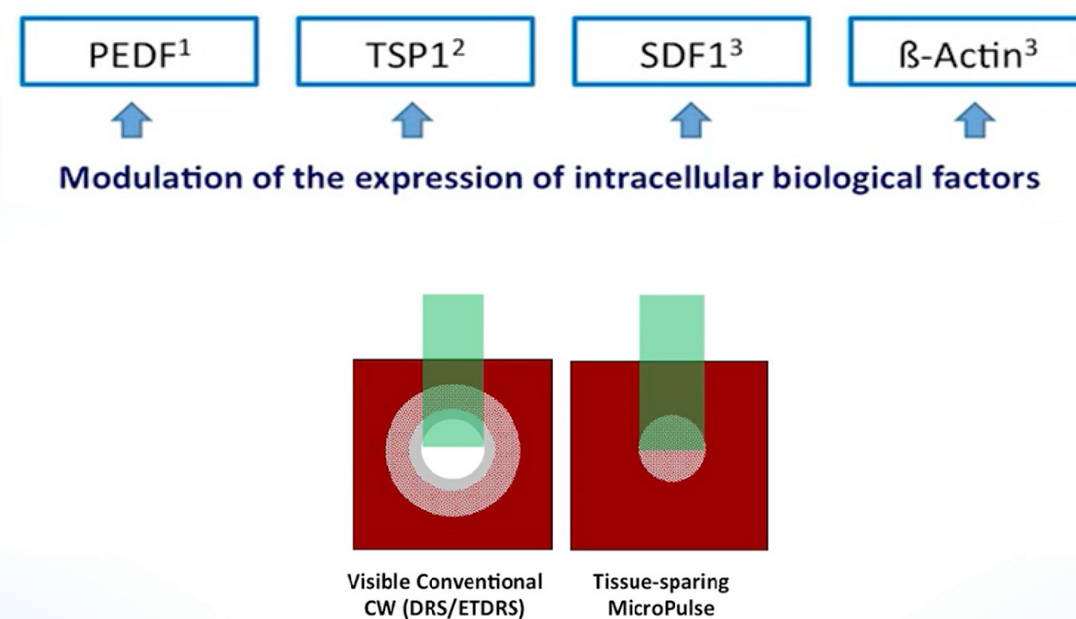 PEDF¹ TSP1² SDF1³ ß-Actin³
Modulation of the expression of intracellular biological factors
Visible Conventional Tissue-sparing
CW (DRS/ETDRS) MicroPulse